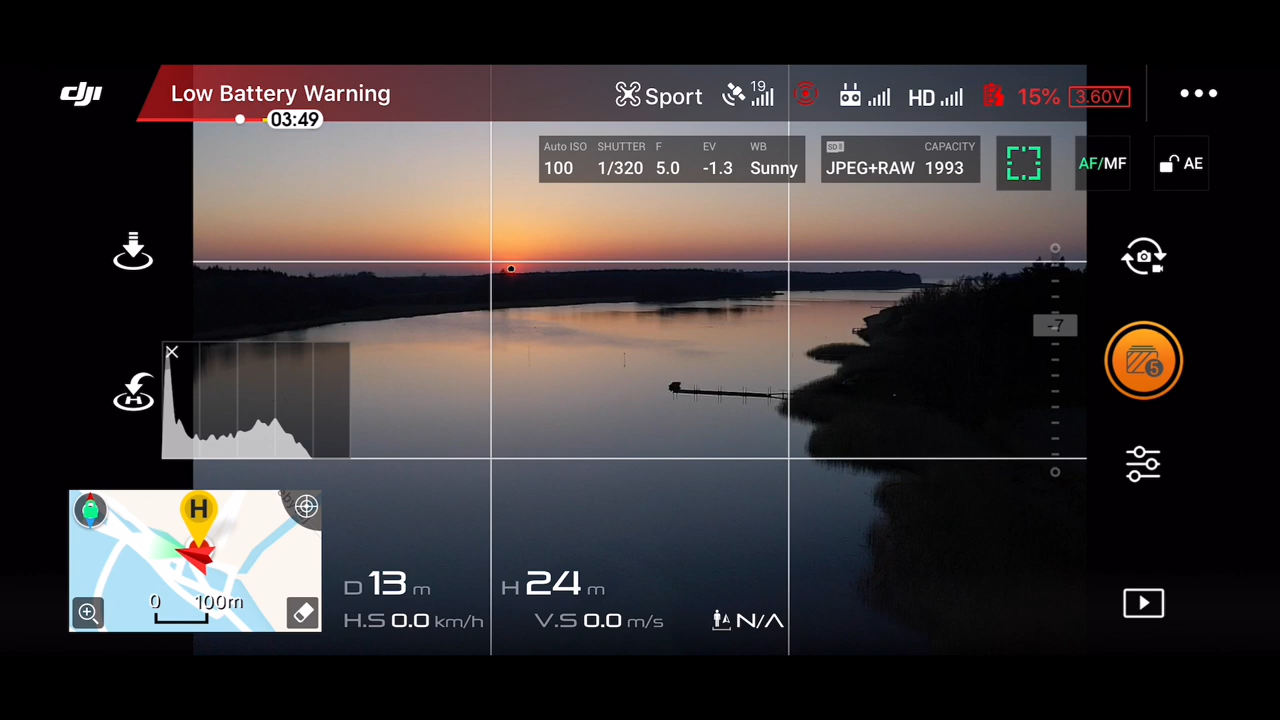 dji
Low Battery Warning
Sport
19
HD
15%
3.60V
03:49
Auto ISO
100
SHUTTER
1/320
F
5.0
EV
-1.3
WB
Sunny
SD
JPEG+RAW
CAPACITY
1993
AF/MF
AE
-7
5
H
H
0
100m
D 13 m
H 24 m
H.S 0.0 km/h
V.S 0.0 m/s
N/A